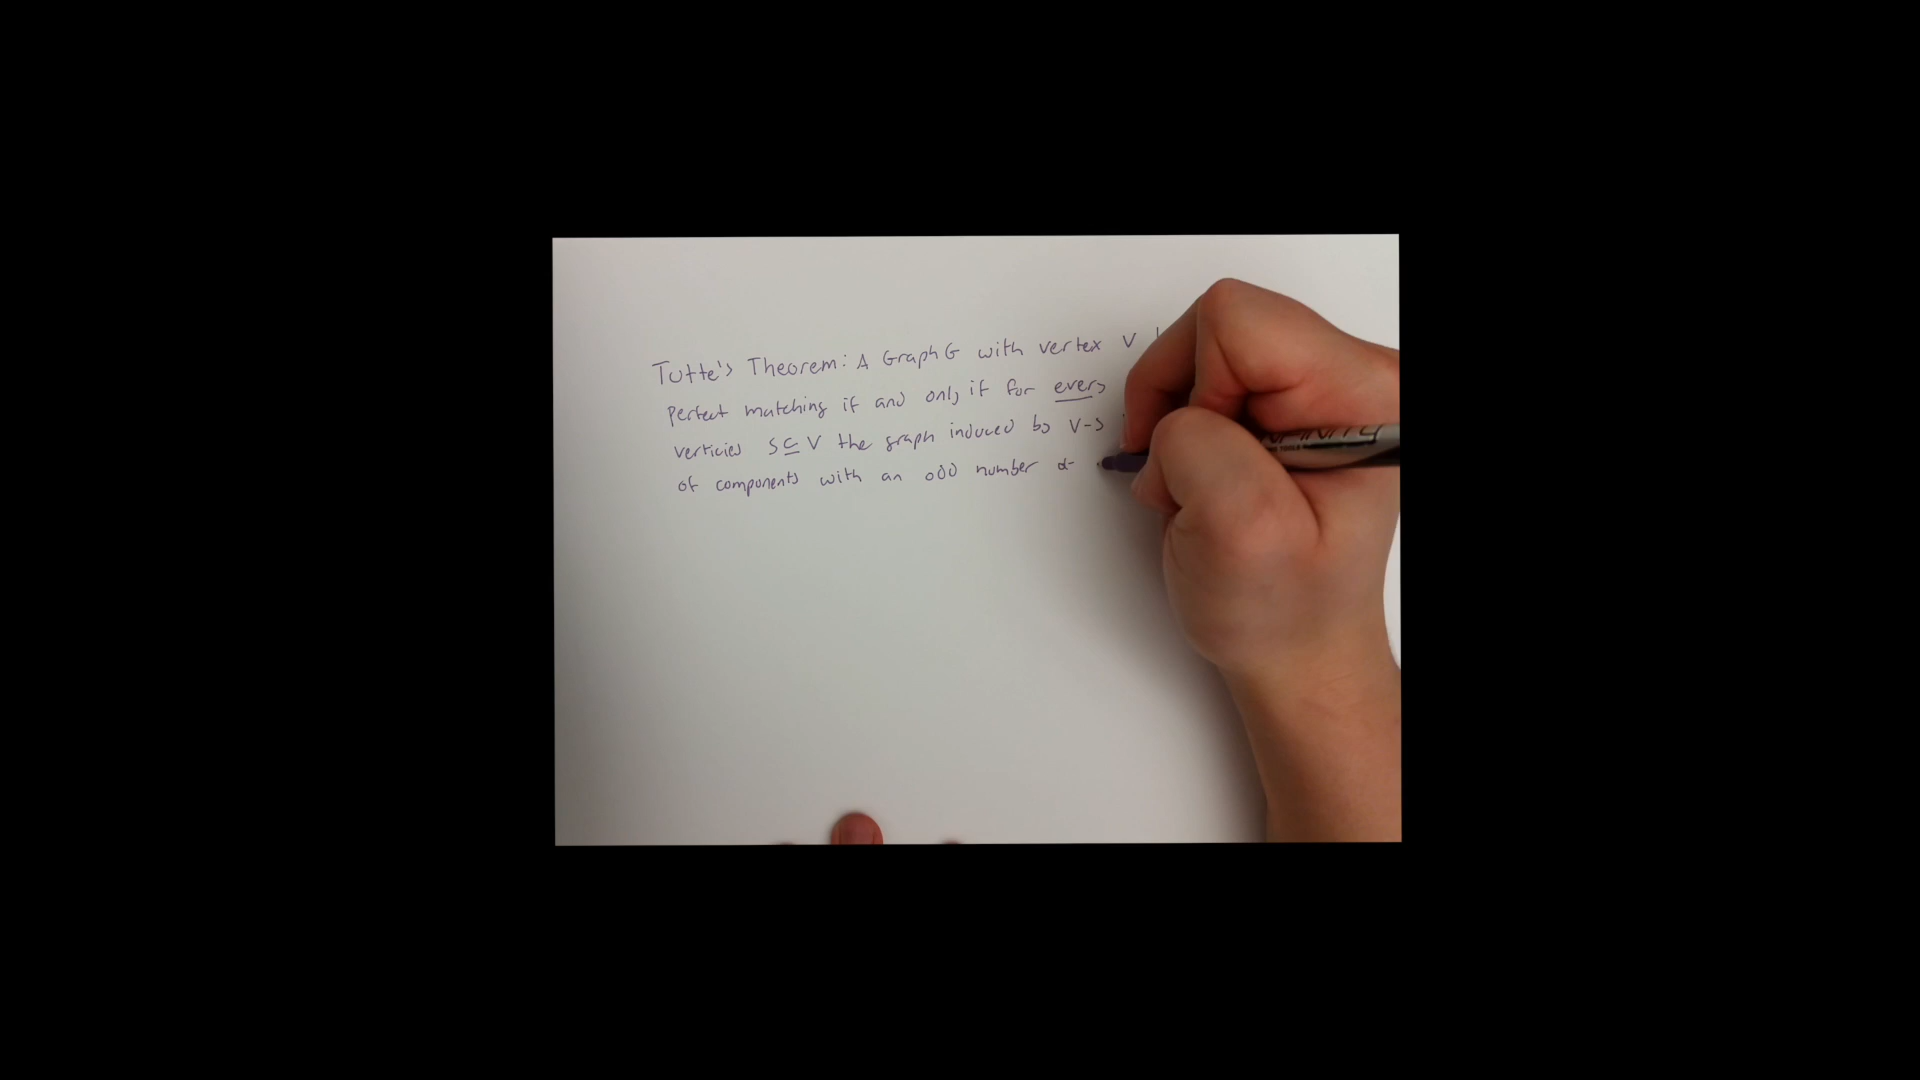 Tutte's Theorem: A Graph G with vertex V
perfect matching if and only if for every
verticies S ⊆ V the graph induced by V-S
of components with an odd number of
INFINITY